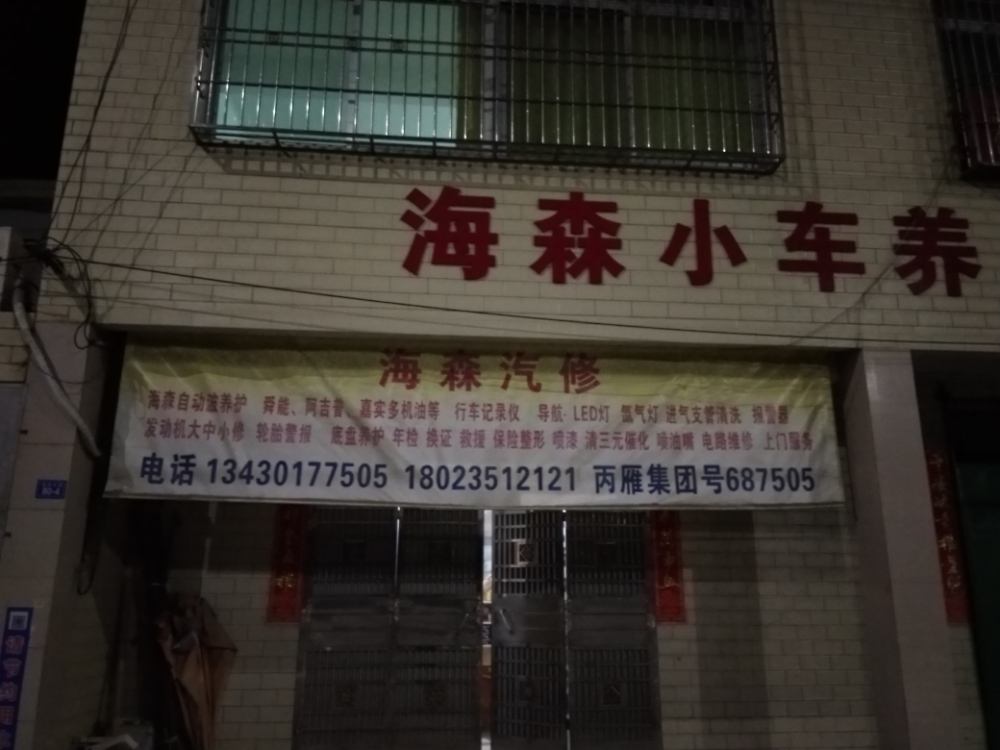 海森小车养
海森汽修
海森自动波养护 舜能、阿吉普、嘉实多机油等 行车记录仪 导航·LED灯 氙气灯 进气支管清洗 报警器
发动机大中小修 轮胎警报 底盘养护 年检 换证 救援 保险整形 喷漆 清三元催化 喷油嘴 电路维修 上门服务
电话 13430177505 18023512121 丙雁集团号687505
80-4